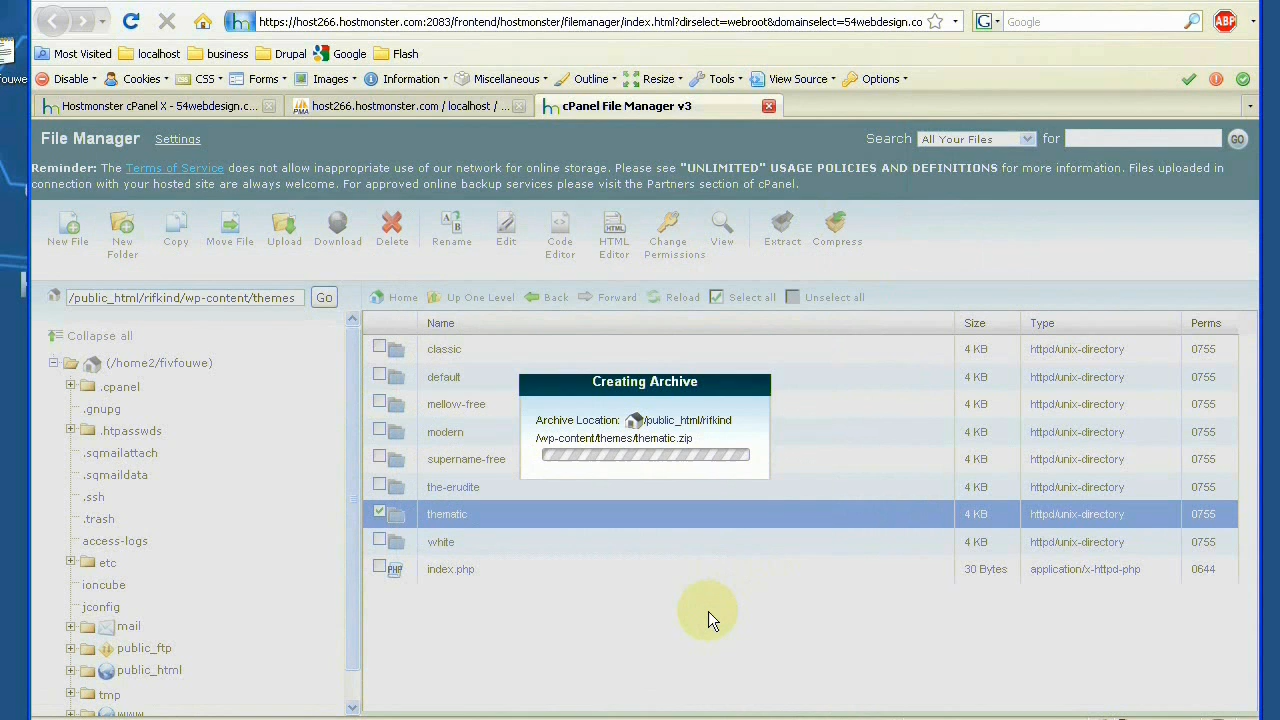 https://host266.hostmonster.com:2083/frontend/hostmonster/filemanager/index.html?dirselect=webroot&domainselect=54webdesign.co
Google
ABP
Most Visited localhost business Drupal Google Flash
Disable Cookies CSS Forms Images Information Miscellaneous Outline Resize View Source Options
Hostmonster cPanel X - 54webdesign.c...
PMA host266.hostmonster.com / localhost / ...
cPanel File Manager v3
File Manager Settings
Search All Your Files for GO
Reminder: The Terms of Service does not allow inappropriate use of our network for online storage. Please see "UNLIMITED" USAGE POLICIES AND DEFINITIONS for more information. Files uploaded in
connection with your hosted site are always welcome. For approved online backup services please visit the Partners section of cPanel.
New File
New Folder
Copy
Move File
Upload
Download
Delete
Rename
Edit
Code Editor
HTML
HTML Editor
Change Permissions
View
Extract
Compress
/public_html/rifkind/wp-content/themes Go
Home Up One Level Back Forward Reload Select all Unselect all
Collapse all
(/home2/fivfouwe)
.cpanel
.gnupg
.htpasswds
.sqmailattach
.sqmaildata
.ssh
.trash
access-logs
etc
ioncube
jconfig
mail
public_ftp
public_html
tmp
www
Name Size Type Perms
classic 4 KB httpd/unix-directory 0755
default 4 KB httpd/unix-directory 0755
mellow-free 4 KB httpd/unix-directory 0755
modern 4 KB httpd/unix-directory 0755
supername-free 4 KB httpd/unix-directory 0755
the-erudite 4 KB httpd/unix-directory 0755
thematic 4 KB httpd/unix-directory 0755
white 4 KB httpd/unix-directory 0755
PHP index.php 30 Bytes application/x-httpd-php 0644
Creating Archive
Archive Location: /public_html/rifkind
/wp-content/themes/thematic.zip